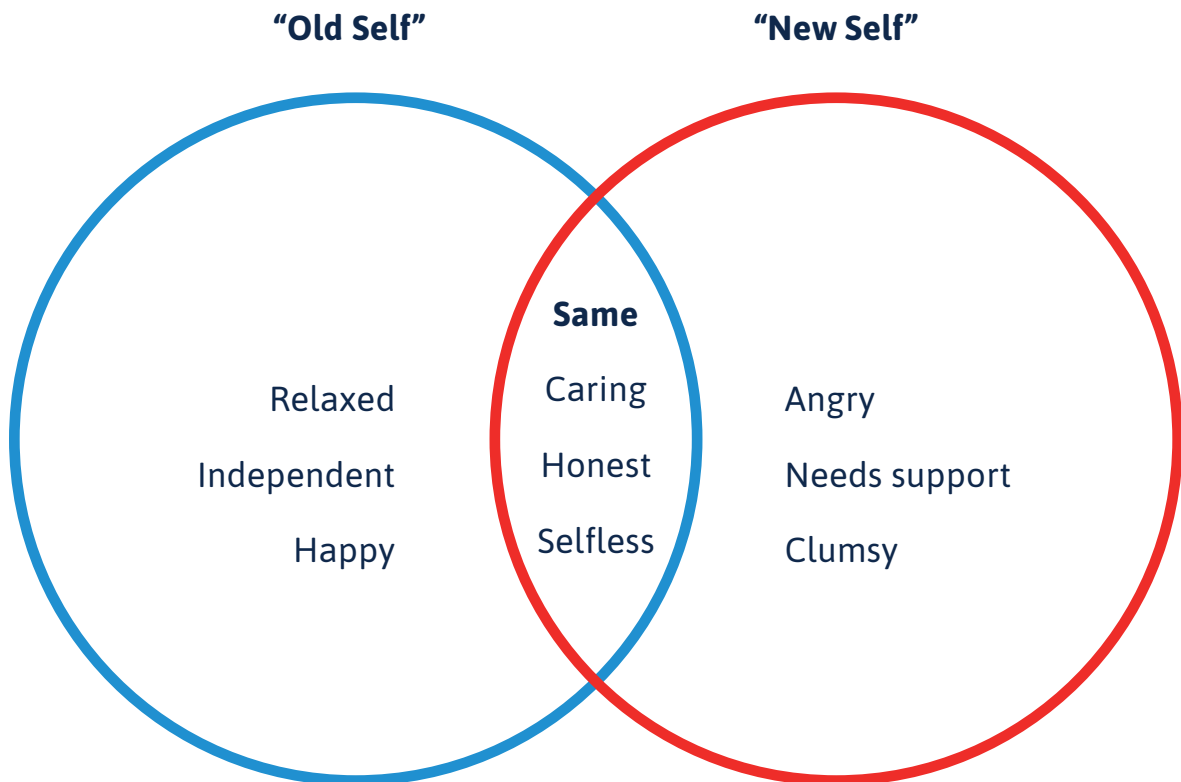 “Old Self”
“New Self”
Relaxed
Independent
Happy
Same
Caring
Honest
Selfless
Angry
Needs support
Clumsy